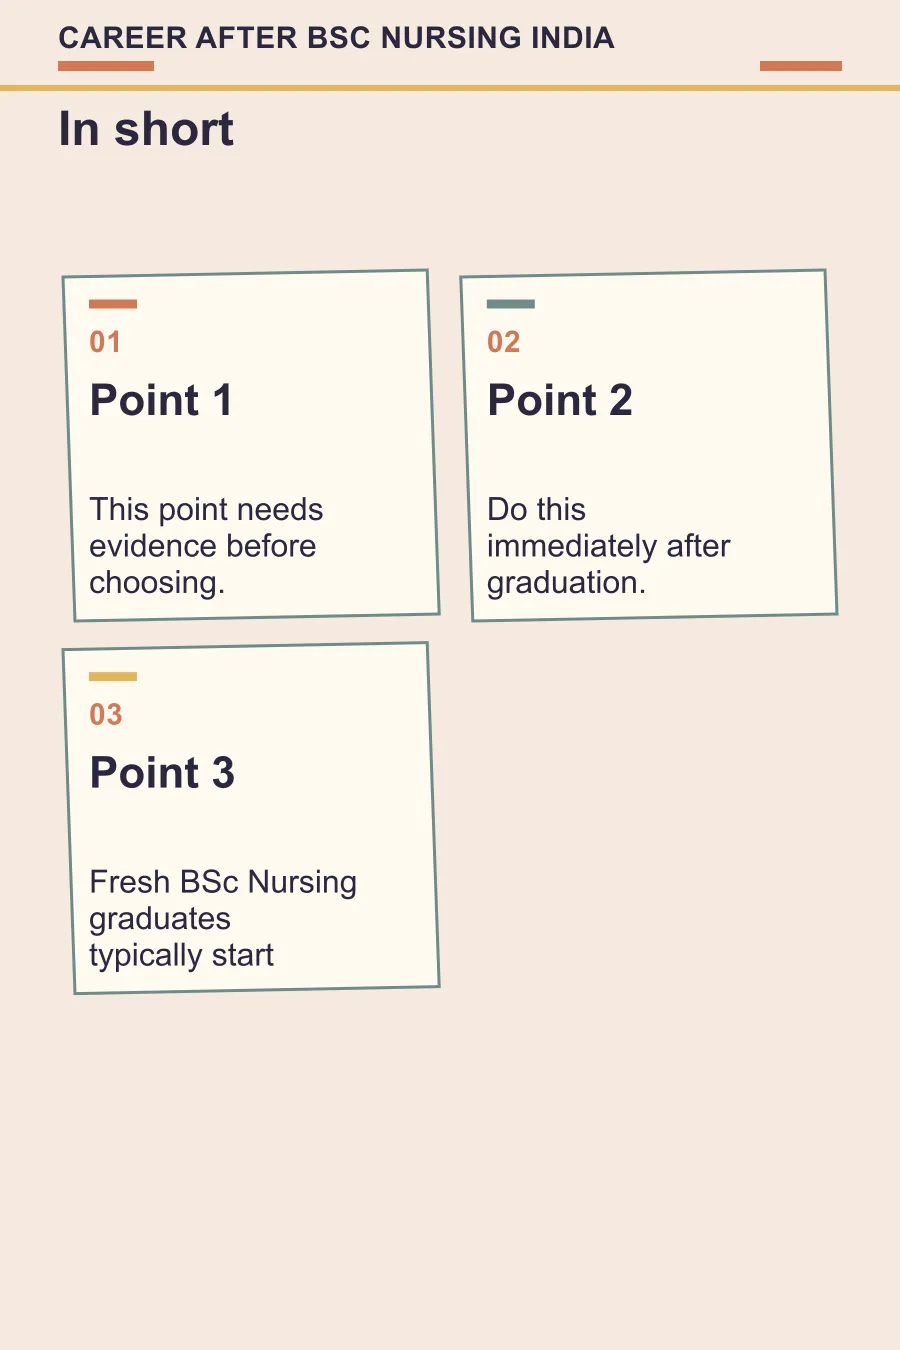 CAREER AFTER BSC NURSING INDIA
In short
01
Point 1
This point needs
evidence before
choosing.
02
Point 2
Do this
immediately after
graduation.
03
Point 3
Fresh BSc Nursing
graduates
typically start